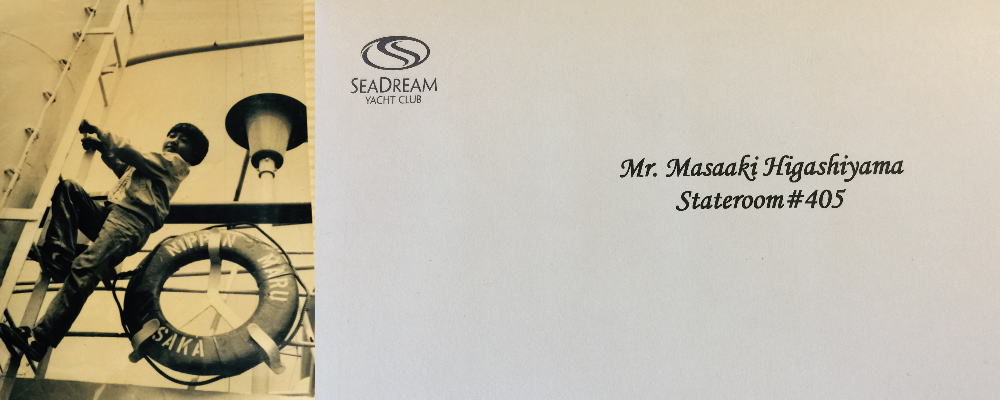 NIPPON MARU
SAKA
SEADREAM
YACHT CLUB
Mr. Masaaki Higashiyama
Stateroom#405